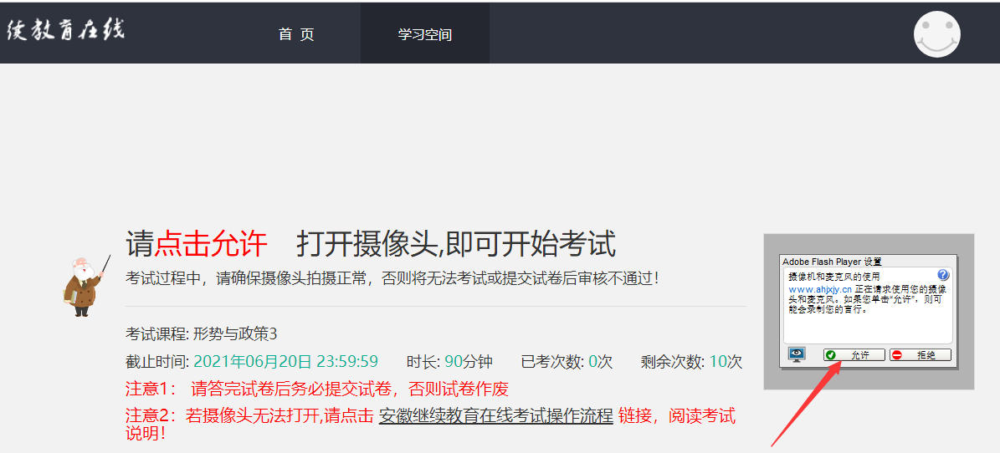 续教育在线
首 页
学习空间
请点击允许 打开摄像头,即可开始考试
考试过程中，请确保摄像头拍摄正常，否则将无法考试或提交试卷后审核不通过！
考试课程: 形势与政策3
截止时间: 2021年06月20日 23:59:59 时长: 90分钟 已考次数: 0次 剩余次数: 10次
注意1： 请答完试卷后务必提交试卷，否则试卷作废
注意2：若摄像头无法打开,请点击 安徽继续教育在线考试操作流程 链接，阅读考试
说明！
Adobe Flash Player 设置
摄像机和麦克风的使用
?
www.ahjxjy.cn 正在请求使用您的摄像
头和麦克风。如果您单击“允许”，则可
能会录制您的言行。
允许
拒绝